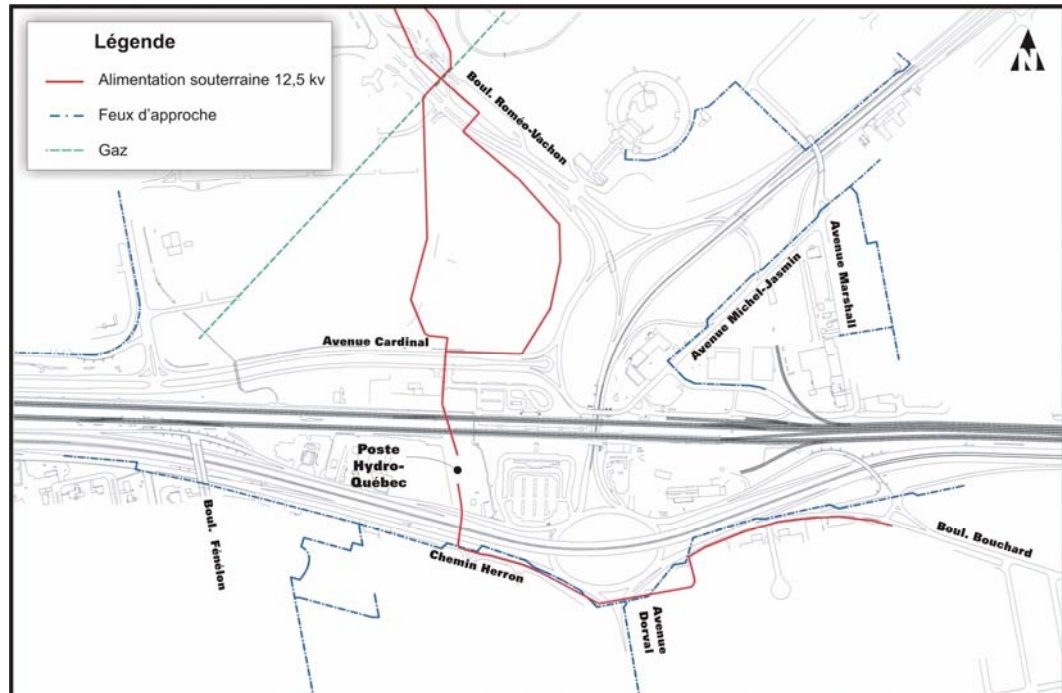 Légende
Alimentation souterraine 12,5 kv
Feux d'approche
Gaz
N
Boul. Roméo-Vachon
Avenue Marshall
Avenue Michel-Jasmin
Avenue Cardinal
Poste
Hydro-
Québec
Boul. Fénélon
Chemin Herron
Boul. Bouchard
Avenue
Dorval